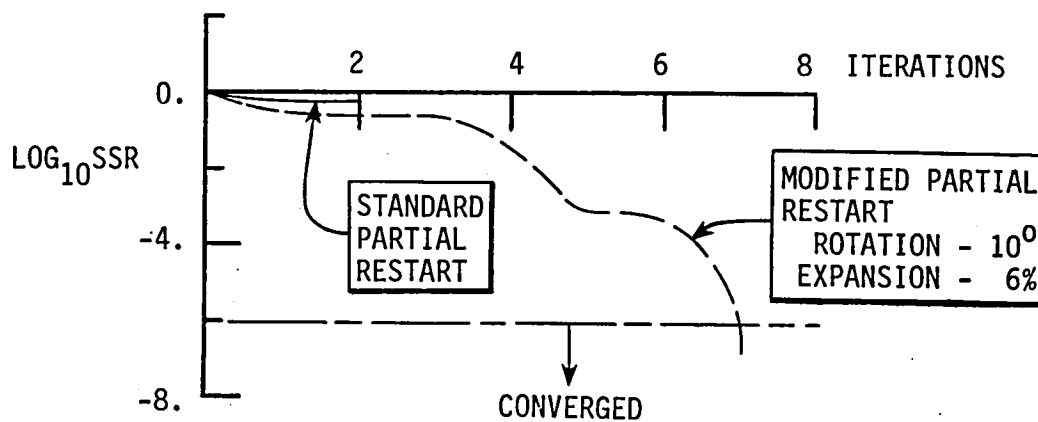 2 4 6 8 ITERATIONS
0.
LOG10SSR
-4.
-8.
STANDARD
PARTIAL
RESTART
MODIFIED PARTIAL
RESTART
ROTATION - 10⁰
EXPANSION - 6%
CONVERGED